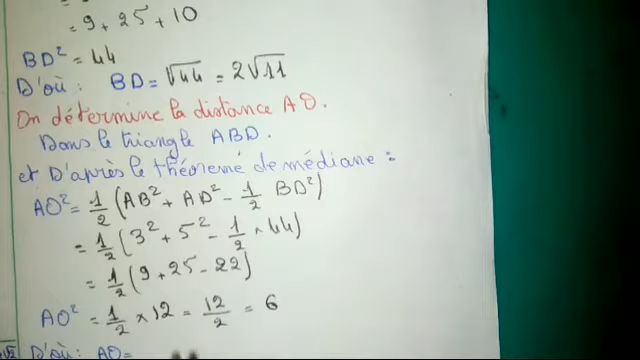 = 9 + 25 + 10
BD² = 44
D'où : BD = √44 = 2√11
On détermine la distance AO.
Dans le triangle ABD.
et D'après le théoremé de médiane :
AO² = 1/2 (AB² + AD² - 1/2 BD²)
= 1/2 (3² + 5² - 1/2 × 44)
= 1/2 (9 + 25 - 22)
AO² = 1/2 × 12 = 12/2 = 6
D'où : AO =